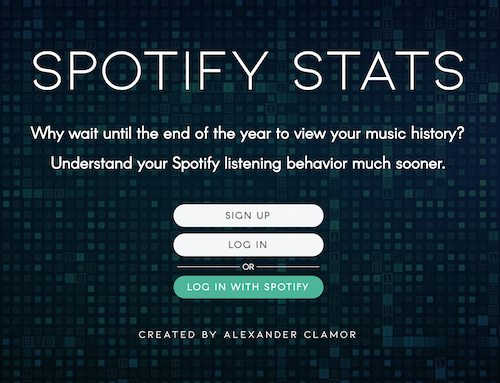 SPOTIFY STATS
Why wait until the end of the year to view your music history?
Understand your Spotify listening behavior much sooner.
SIGN UP
LOG IN
OR
LOG IN WITH SPOTIFY
CREATED BY ALEXANDER CLAMOR